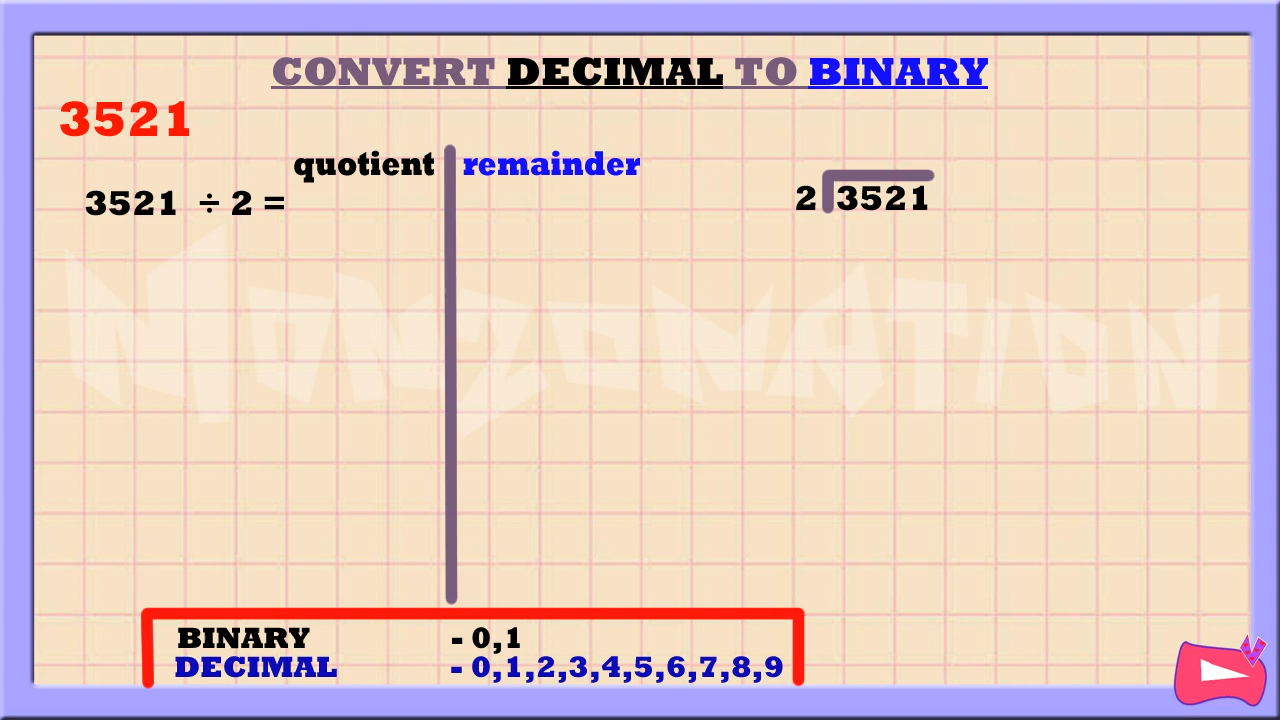 CONVERT DECIMAL TO BINARY
3521
quotient remainder
3521 ÷ 2 =
2 3521
MONZONATION
BINARY - 0,1
DECIMAL - 0,1,2,3,4,5,6,7,8,9